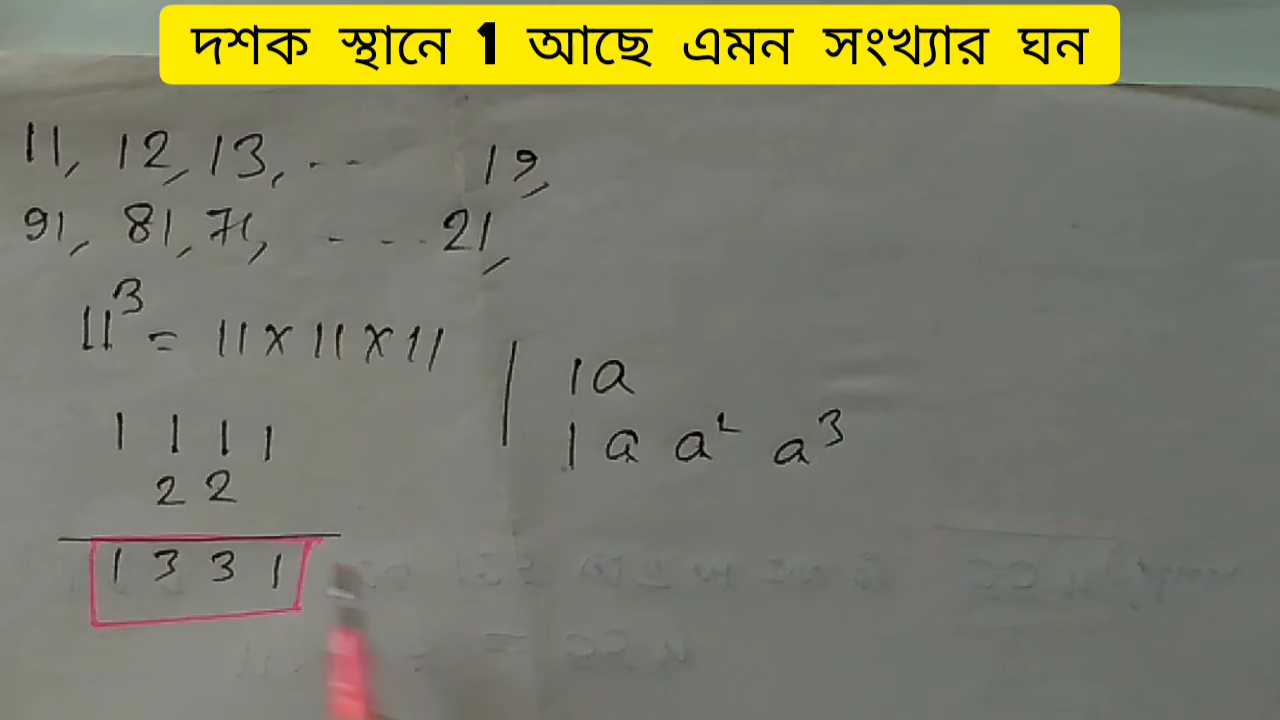 দশক স্থানে 1 আছে এমন সংখ্যার ঘন
11, 12, 13, --- 19,
91, 81, 71, - - - 21,
11³ = 11 x 11 x 11
1a
1 a a² a³
1 1 1 1
2 2
1 3 3 1